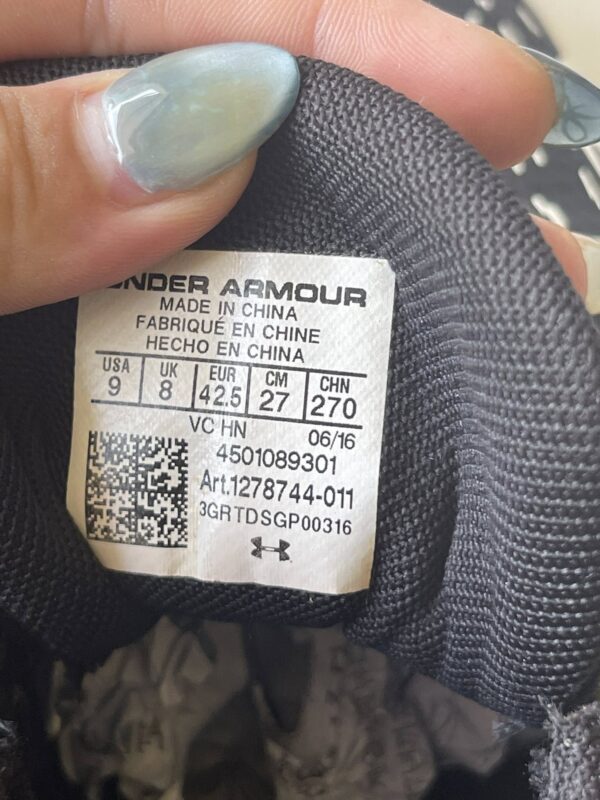 UNDER ARMOUR
MADE IN CHINA
FABRIQUÉ EN CHINE
HECHO EN CHINA
USA UK EUR CM CHN
9 8 42.5 27 270
VC HN 06/16
4501089301
Art.1278744-011
3GRTDSGP00316